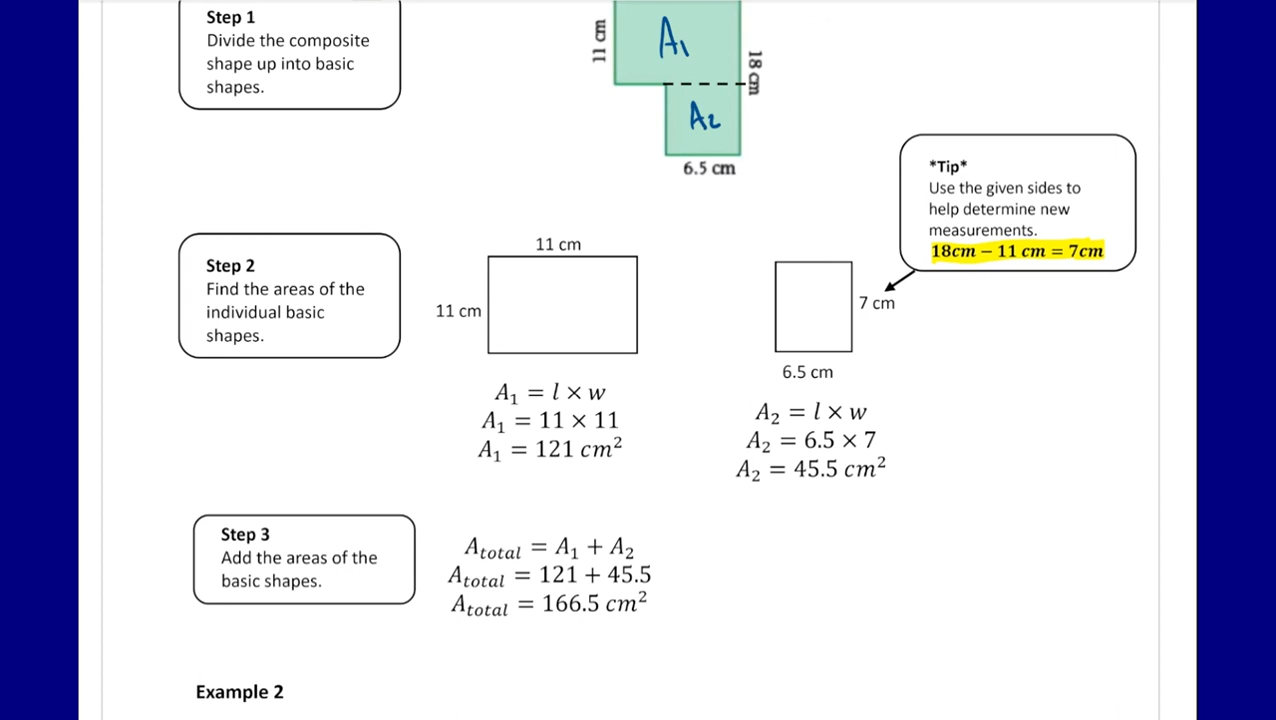 Step 1
Divide the composite
shape up into basic
shapes.
11 cm
A₁
18 cm
A₂
6.5 cm
*Tip*
Use the given sides to
help determine new
measurements.
18cm − 11 cm = 7cm
Step 2
Find the areas of the
individual basic
shapes.
11 cm
11 cm
7 cm
6.5 cm
A₁ = l × w
A₁ = 11 × 11
A₁ = 121 cm²
A₂ = l × w
A₂ = 6.5 × 7
A₂ = 45.5 cm²
Step 3
Add the areas of the
basic shapes.
Atotal = A₁ + A₂
Atotal = 121 + 45.5
Atotal = 166.5 cm²
Example 2